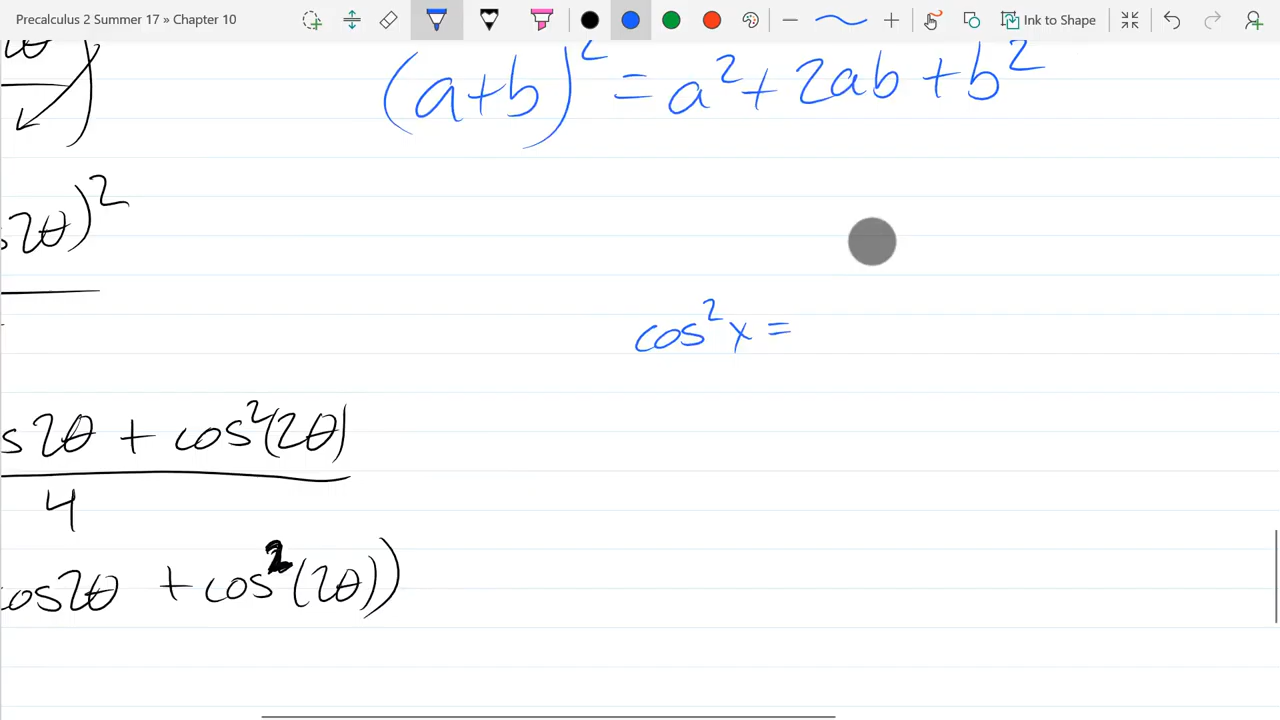 Precalculus 2 Summer 17 » Chapter 10
Ink to Shape
(a+b)² = a² + 2ab + b²
2θ)²
cos²x =
s2θ + cos²(2θ)
4
cos2θ + cos²(2θ))